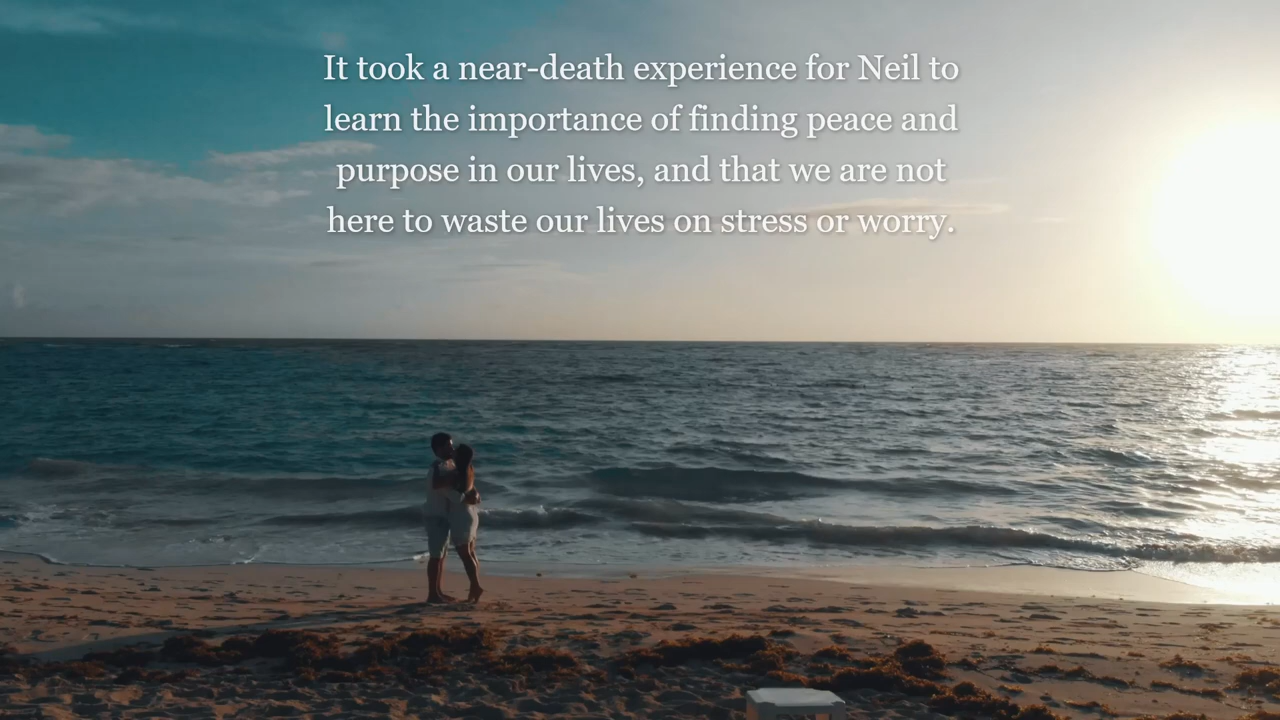 It took a near-death experience for Neil to
learn the importance of finding peace and
purpose in our lives, and that we are not
here to waste our lives on stress or worry.